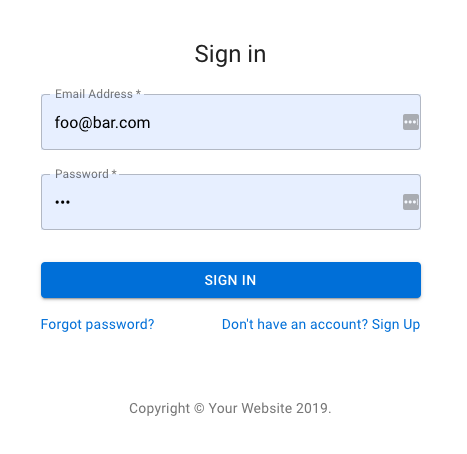 Sign in
Email Address *
foo@bar.com
Password *
•••
SIGN IN
Forgot password? Don't have an account? Sign Up
Copyright © Your Website 2019.